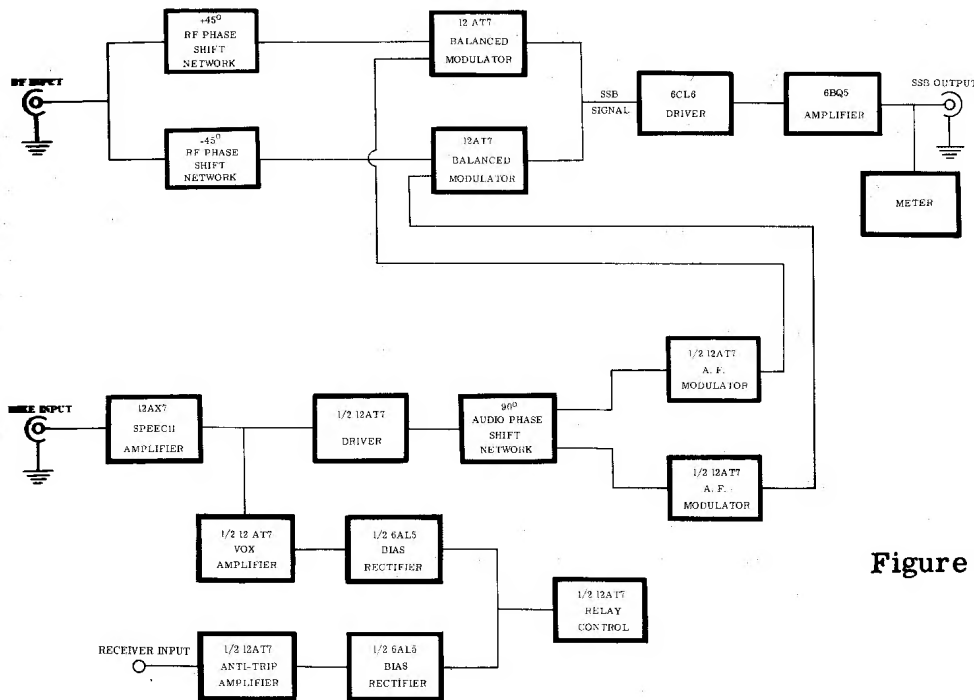 +45°
RF PHASE
SHIFT
NETWORK
12 AT7
BALANCED
MODULATOR
RF INPUT
SSB
SIGNAL
6CL6
DRIVER
6BQ5
AMPLIFIER
SSB OUTPUT
-45°
RF PHASE
SHIFT
NETWORK
12AT7
BALANCED
MODULATOR
METER
1/2 12AT7
A. F.
MODULATOR
MIKE INPUT
12AX7
SPEECH
AMPLIFIER
1/2 12AT7
DRIVER
90°
AUDIO PHASE
SHIFT
NETWORK
1/2 12AT7
A. F.
MODULATOR
1/2 12 AT7
VOX
AMPLIFIER
1/2 6AL5
BIAS
RECTIFIER
Figure
1/2 12AT7
RELAY
CONTROL
RECEIVER INPUT
1/2 12AT7
ANTI-TRIP
AMPLIFIER
1/2 6AL5
BIAS
RECTIFIER